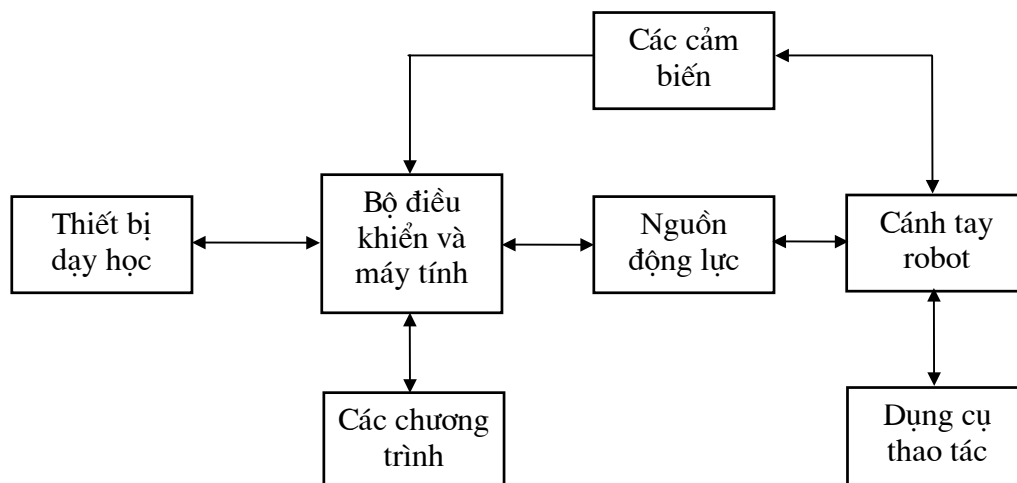 Các cảm
biến
Thiết bị
dạy học
Bộ điều
khiển và
máy tính
Nguồn
động lực
Cánh tay
robot
Các chương
trình
Dụng cụ
thao tác